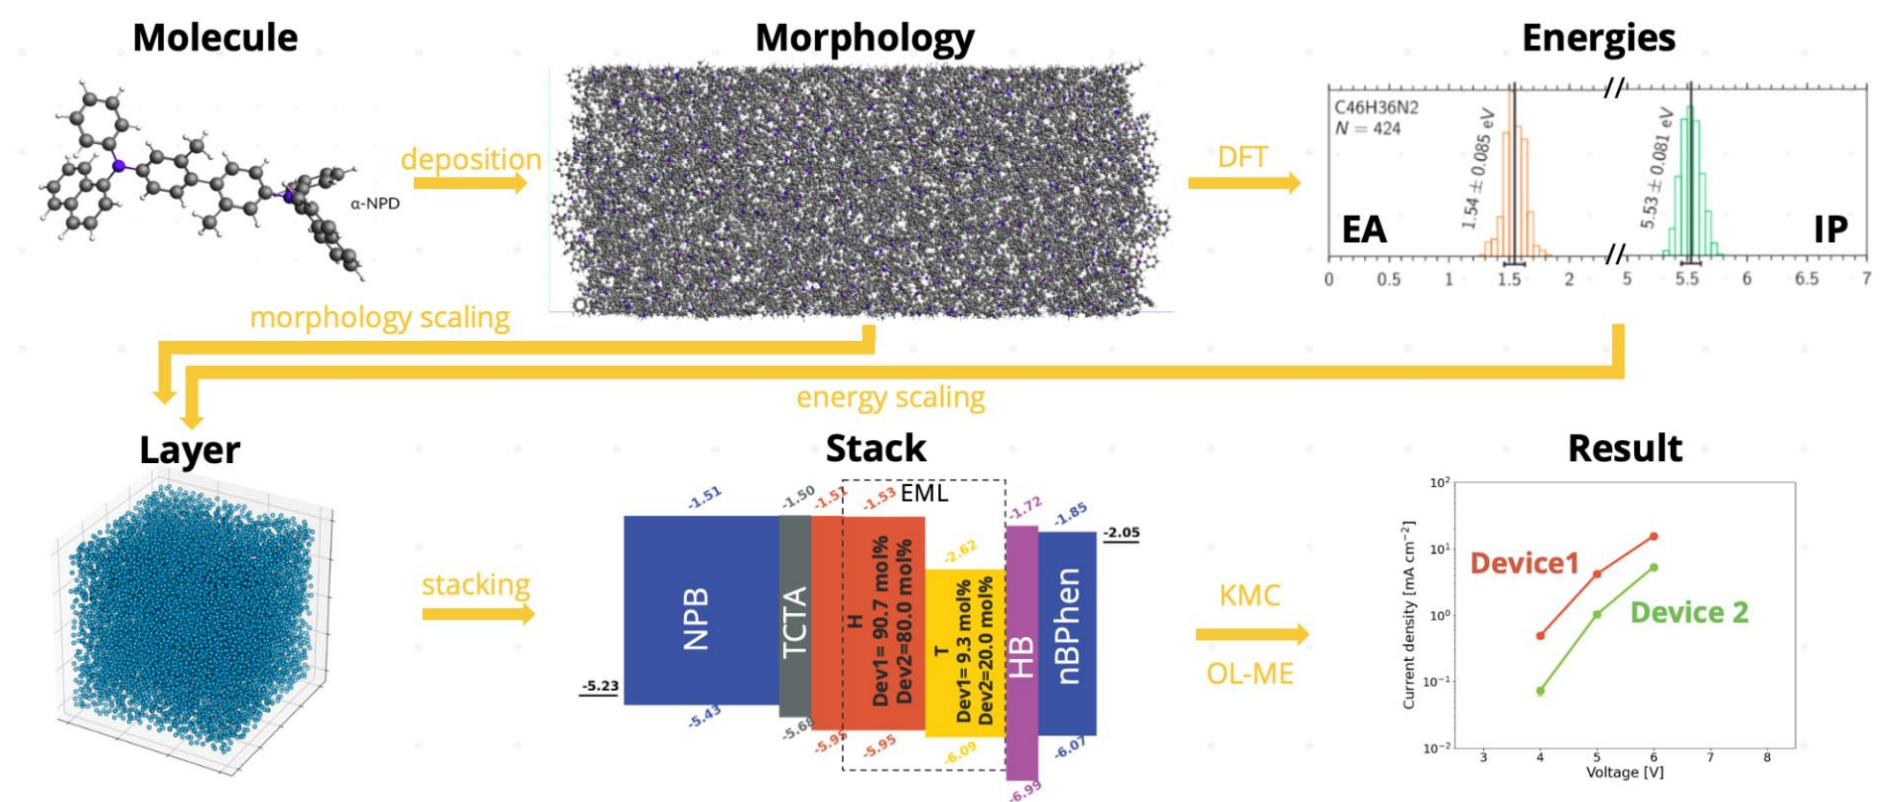 Molecule
Morphology
Energies
α-NPD
deposition
DFT
C46H36N2
N = 424
1.54 ± 0.085 eV
5.53 ± 0.081 eV
EA
IP
0 0.5 1 1.5 2 5 5.5 6 6.5 7
morphology scaling
energy scaling
Layer
Stack
Result
stacking
EML
-1.51
-1.50
-1.51
-1.53
-2.62
-1.72
-1.85
-2.05
NPB
TCTA
H
Dev1= 90.7 mol%
Dev2=80.0 mol%
T
Dev1= 9.3 mol%
Dev2=20.0 mol%
HB
nBPhen
-5.23
-5.43
-5.68
-5.95
-5.95
-6.09
-6.99
-6.07
KMC
OL-ME
Current density [mA cm⁻²]
10²
10¹
10⁰
10⁻¹
10⁻²
Device1
Device 2
3 4 5 6 7 8
Voltage [V]